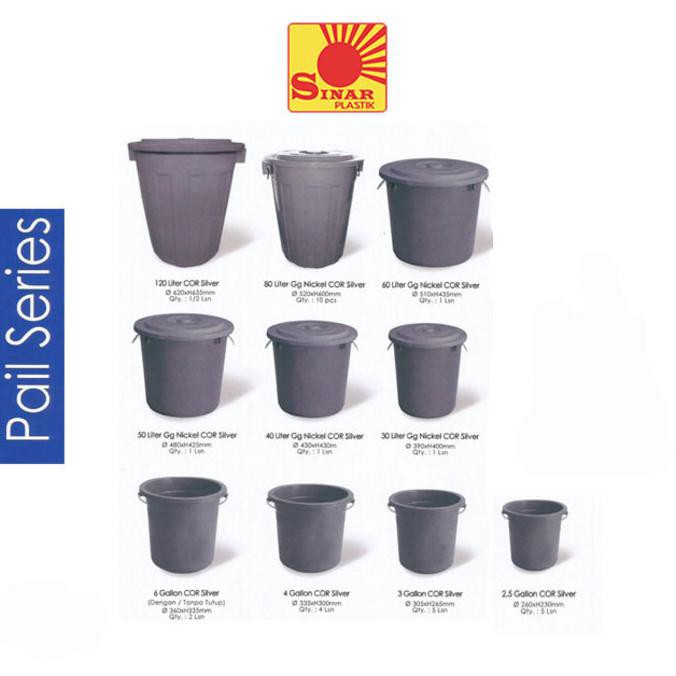 SINAR
PLASTIK
Pail Series
120 Liter COR Silver
Ø 620xH635mm
Qty. : 1/2 Lsn
80 Liter Gg Nickel COR Silver
Ø 520xH600mm
Qty. : 10 pcs
60 Liter Gg Nickel COR Silver
Ø 510xH435mm
Qty. : 1 Lsn
50 Liter Gg Nickel COR Silver
Ø 480xH425mm
Qty. : 1 Lsn
40 Liter Gg Nickel COR Silver
Ø 430xH430m
Qty. : 1 Lsn
30 Liter Gg Nickel COR Silver
Ø 390xH400mm
Qty. : 1 Lsn
6 Gallon COR Silver
(Dengan / Tanpa Tutup)
Ø 360xH335mm
Qty. : 2 Lsn
4 Gallon COR Silver
Ø 335xH300mm
Qty. : 4 Lsn
3 Gallon COR Silver
Ø 305xH265mm
Qty. : 5 Lsn
2,5 Gallon COR Silver
Ø 260xH230mm
Qty. : 5 Lsn